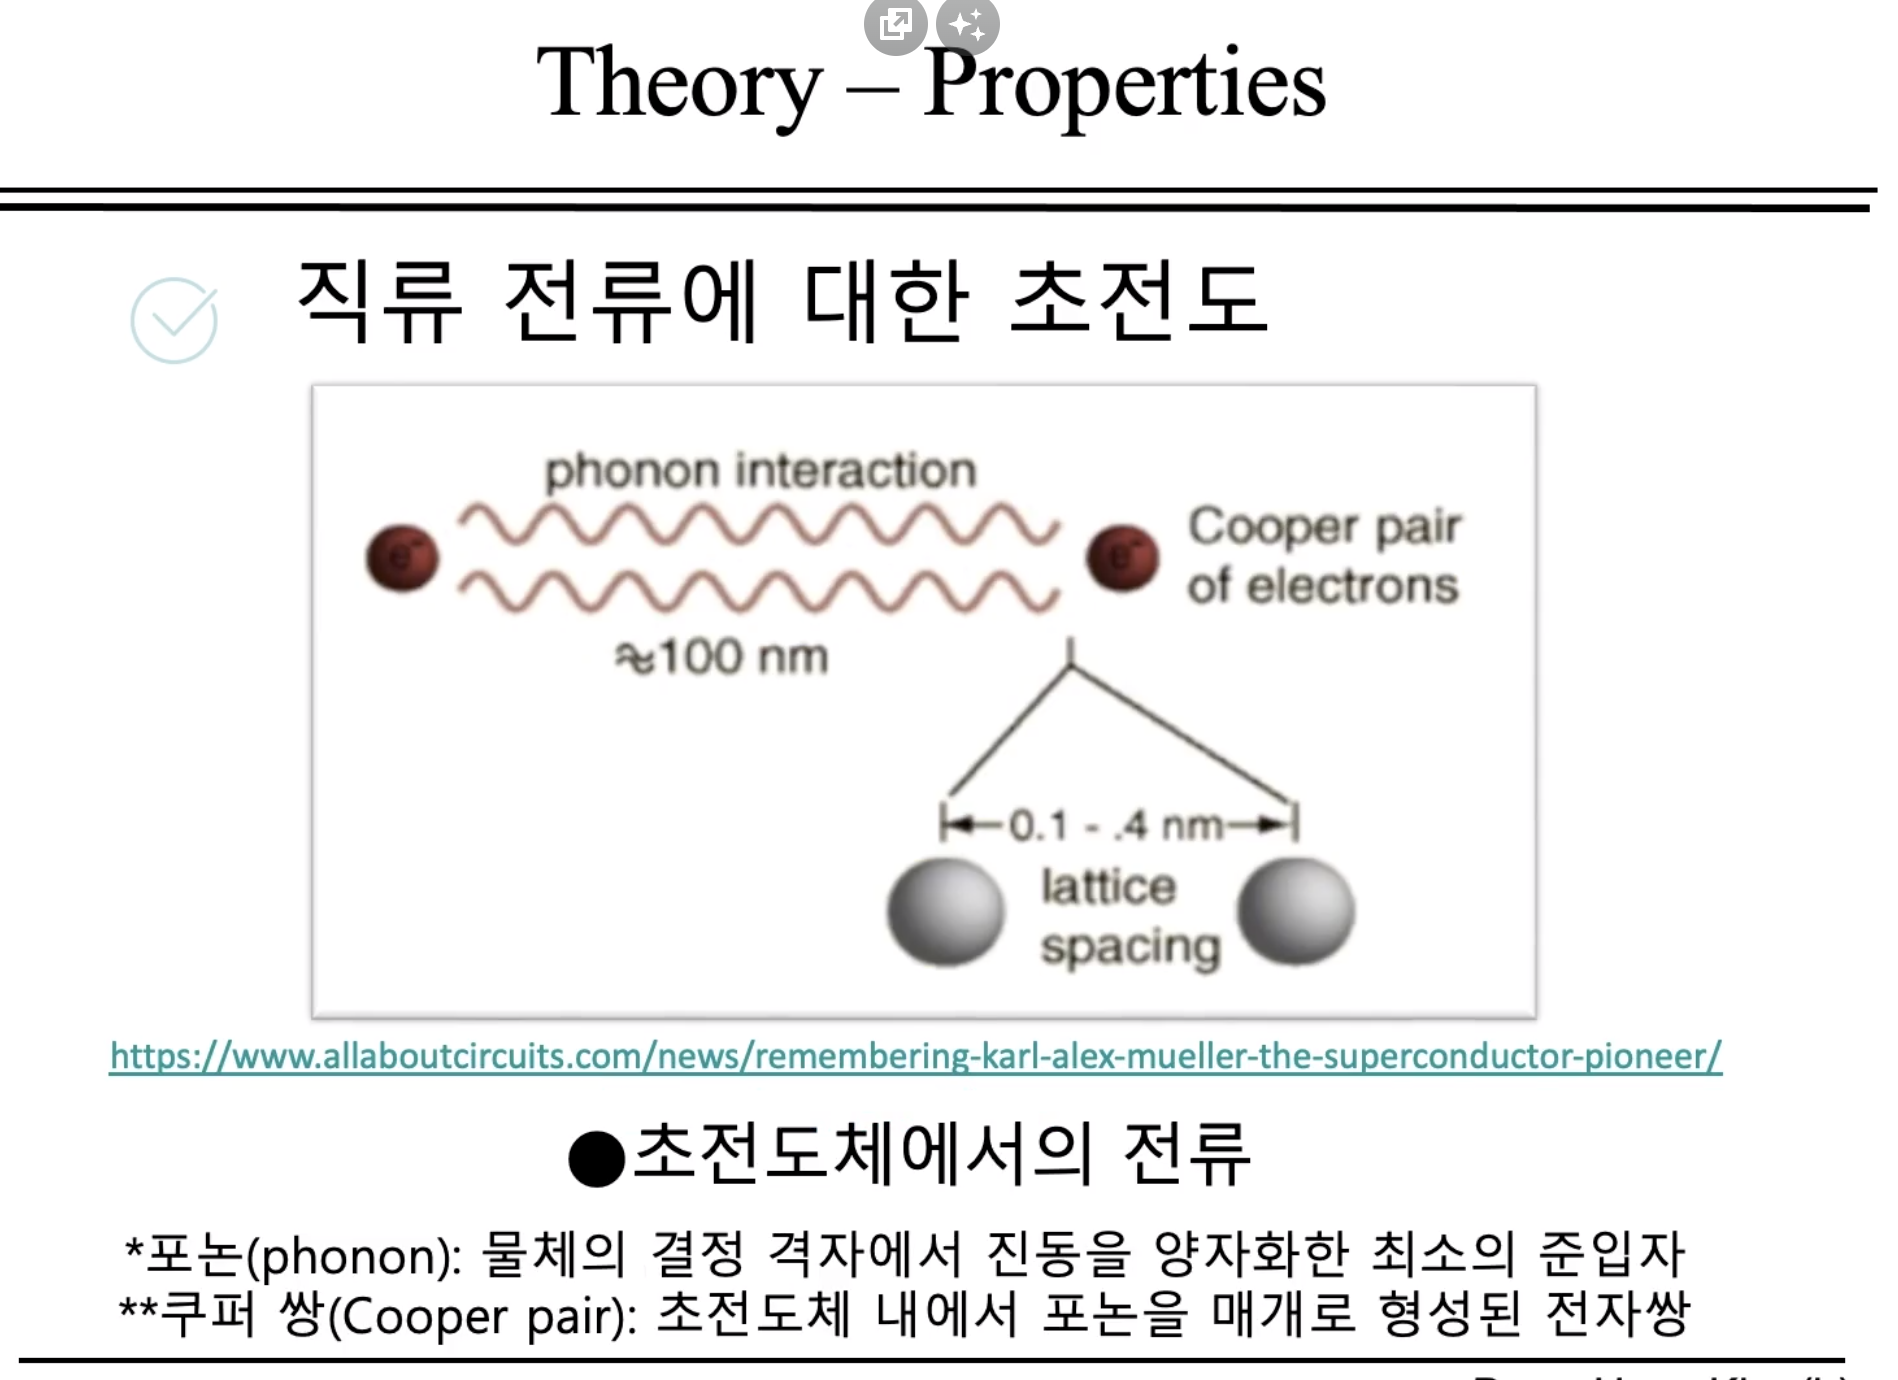 Theory – Properties
직류 전류에 대한 초전도
phonon interaction
e⁻
e⁻
Cooper pair
of electrons
≈100 nm
0.1 - .4 nm
lattice
spacing
https://www.allaboutcircuits.com/news/remembering-karl-alex-mueller-the-superconductor-pioneer/
●초전도체에서의 전류
*포논(phonon): 물체의 결정 격자에서 진동을 양자화한 최소의 준입자
**쿠퍼 쌍(Cooper pair): 초전도체 내에서 포논을 매개로 형성된 전자쌍